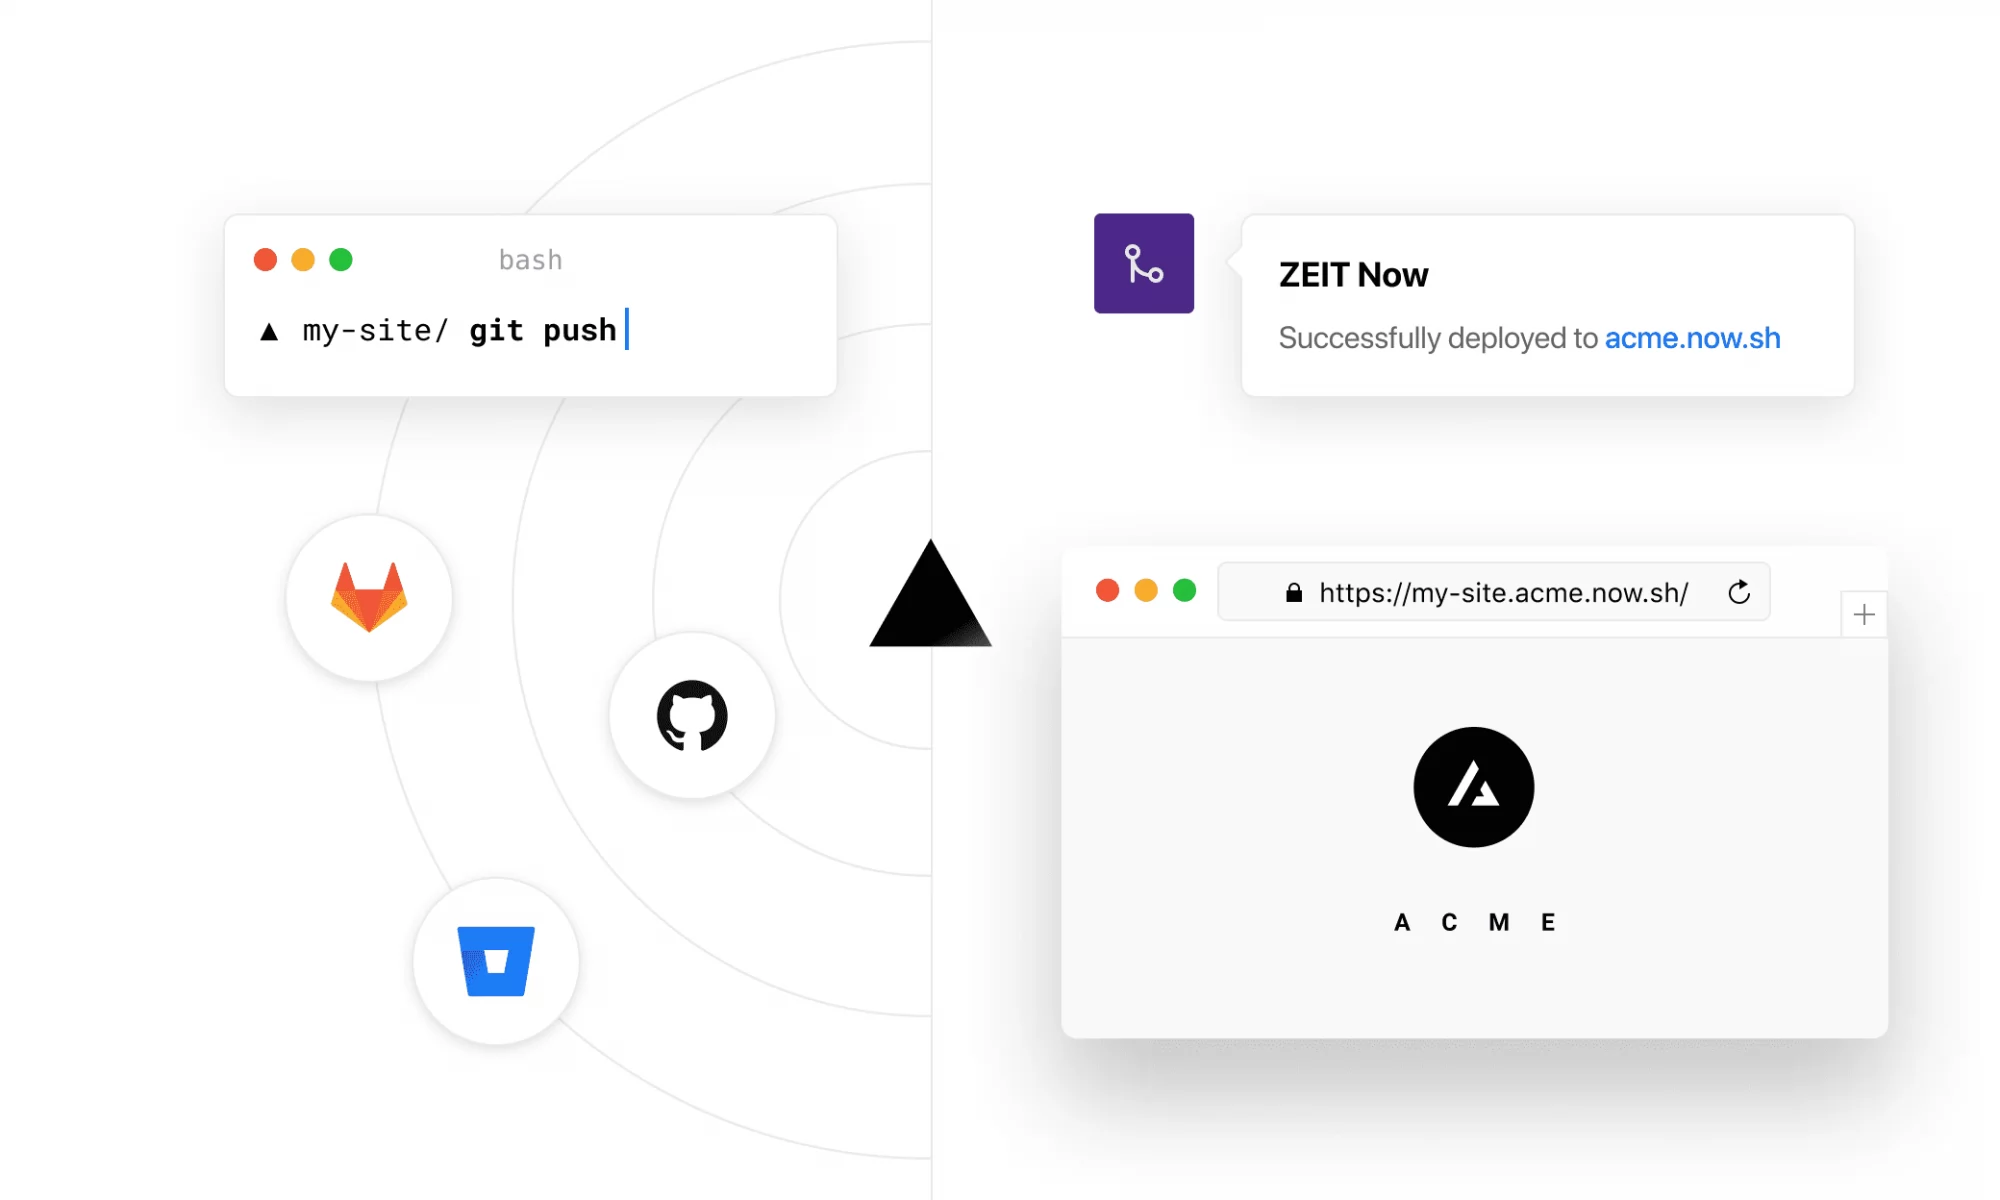 bash
▲ my-site/ git push
ZEIT Now
Successfully deployed to acme.now.sh
https://my-site.acme.now.sh/
A C M E